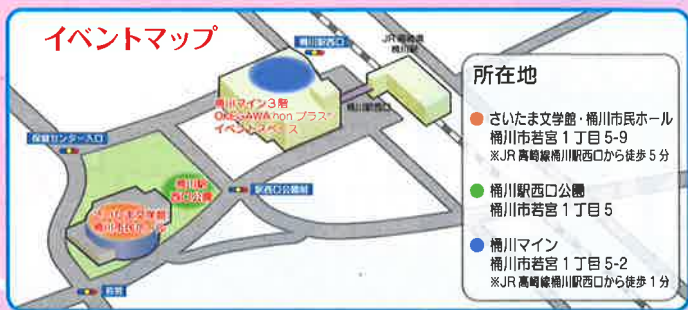 イベントマップ
桶川駅西口
JR高崎線
桶川駅
桶川マイン3階
OKEGAWA hon プラス+
イベントスペース
桶川駅西口
保健センター入口
桶川駅
西口公園
駅西口公園前
さいたま文学館
桶川市民ホール
若宮
所在地
さいたま文学館・桶川市民ホール
桶川市若宮1丁目5-9
※JR高崎線桶川駅西口から徒歩5分
桶川駅西口公園
桶川市若宮1丁目5
桶川マイン
桶川市若宮1丁目5-2
※JR高崎線桶川駅西口から徒歩1分